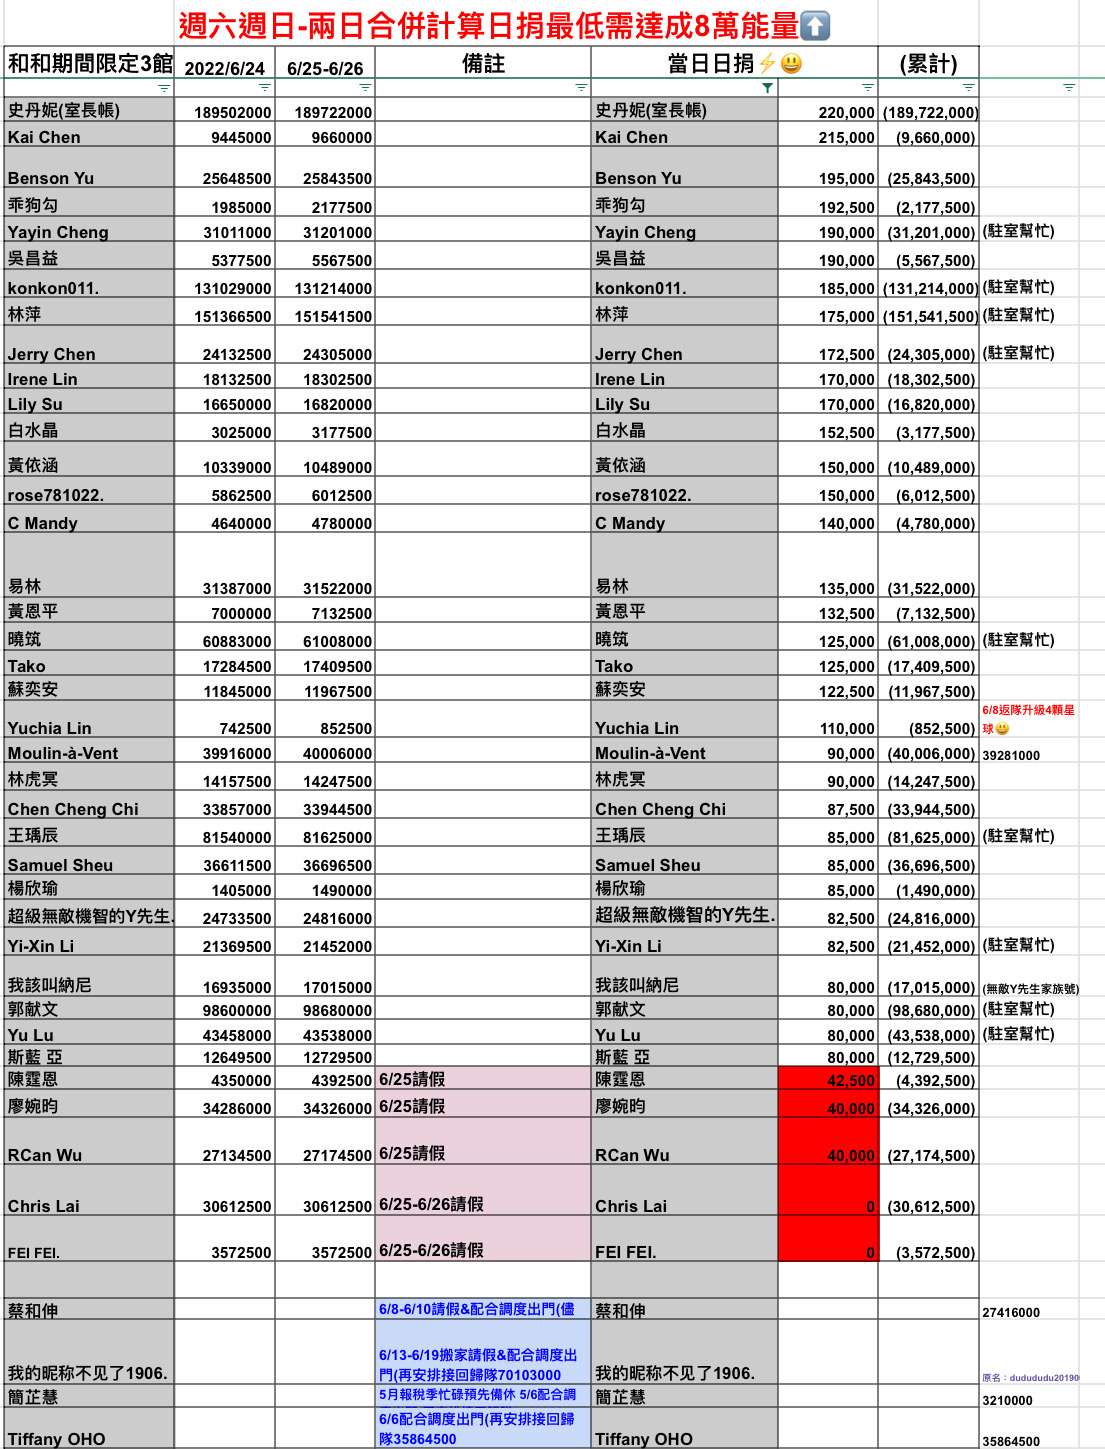 週六週日-兩日合併計算日捐最低需達成8萬能量⬆️
和和期間限定3館 2022/6/24 6/25-6/26 備註 當日日捐⚡😃 (累計)
史丹妮(室長帳) 189502000 189722000 史丹妮(室長帳) 220,000 (189,722,000)
Kai Chen 9445000 9660000 Kai Chen 215,000 (9,660,000)
Benson Yu 25648500 25843500 Benson Yu 195,000 (25,843,500)
乖狗勾 1985000 2177500 乖狗勾 192,500 (2,177,500)
Yayin Cheng 31011000 31201000 Yayin Cheng 190,000 (31,201,000) (駐室幫忙)
吳昌益 5377500 5567500 吳昌益 190,000 (5,567,500)
konkon011. 131029000 131214000 konkon011. 185,000 (131,214,000) (駐室幫忙)
林萍 151366500 151541500 林萍 175,000 (151,541,500) (駐室幫忙)
Jerry Chen 24132500 24305000 Jerry Chen 172,500 (24,305,000) (駐室幫忙)
Irene Lin 18132500 18302500 Irene Lin 170,000 (18,302,500)
Lily Su 16650000 16820000 Lily Su 170,000 (16,820,000)
白水晶 3025000 3177500 白水晶 152,500 (3,177,500)
黃依涵 10339000 10489000 黃依涵 150,000 (10,489,000)
rose781022. 5862500 6012500 rose781022. 150,000 (6,012,500)
C Mandy 4640000 4780000 C Mandy 140,000 (4,780,000)
易林 31387000 31522000 易林 135,000 (31,522,000)
黃恩平 7000000 7132500 黃恩平 132,500 (7,132,500)
曉筑 60883000 61008000 曉筑 125,000 (61,008,000) (駐室幫忙)
Tako 17284500 17409500 Tako 125,000 (17,409,500)
蘇奕安 11845000 11967500 蘇奕安 122,500 (11,967,500)
6/8返隊升級4顆星
Yuchia Lin 742500 852500 Yuchia Lin 110,000 (852,500) 球😃
Moulin-à-Vent 39916000 40006000 Moulin-à-Vent 90,000 (40,006,000) 39281000
林虎冥 14157500 14247500 林虎冥 90,000 (14,247,500)
Chen Cheng Chi 33857000 33944500 Chen Cheng Chi 87,500 (33,944,500)
王瑀辰 81540000 81625000 王瑀辰 85,000 (81,625,000) (駐室幫忙)
Samuel Sheu 36611500 36696500 Samuel Sheu 85,000 (36,696,500)
楊欣瑜 1405000 1490000 楊欣瑜 85,000 (1,490,000)
超級無敵機智的Y先生. 24733500 24816000 超級無敵機智的Y先生. 82,500 (24,816,000)
Yi-Xin Li 21369500 21452000 Yi-Xin Li 82,500 (21,452,000) (駐室幫忙)
我該叫納尼 16935000 17015000 我該叫納尼 80,000 (17,015,000) (無敵Y先生家族號)
郭献文 98600000 98680000 郭献文 80,000 (98,680,000) (駐室幫忙)
Yu Lu 43458000 43538000 Yu Lu 80,000 (43,538,000) (駐室幫忙)
斯藍 亞 12649500 12729500 斯藍 亞 80,000 (12,729,500)
陳霆恩 4350000 4392500 6/25請假 陳霆恩 42,500 (4,392,500)
廖婉昀 34286000 34326000 6/25請假 廖婉昀 40,000 (34,326,000)
RCan Wu 27134500 27174500 6/25請假 RCan Wu 40,000 (27,174,500)
Chris Lai 30612500 30612500 6/25-6/26請假 Chris Lai 0 (30,612,500)
FEI FEI. 3572500 3572500 6/25-6/26請假 FEI FEI. 0 (3,572,500)
蔡和伸 6/8-6/10請假&配合調度出門(儘 蔡和伸 27416000
6/13-6/19搬家請假&配合調度出
我的昵称不见了1906. 門(再安排接回歸隊70103000 我的昵称不见了1906. 原名：dudududu20190
簡芷慧 5月報稅季忙碌預先備休 5/6配合調 簡芷慧 3210000
6/6配合調度出門(再安排接回歸
Tiffany OHO 隊35864500 Tiffany OHO 35864500